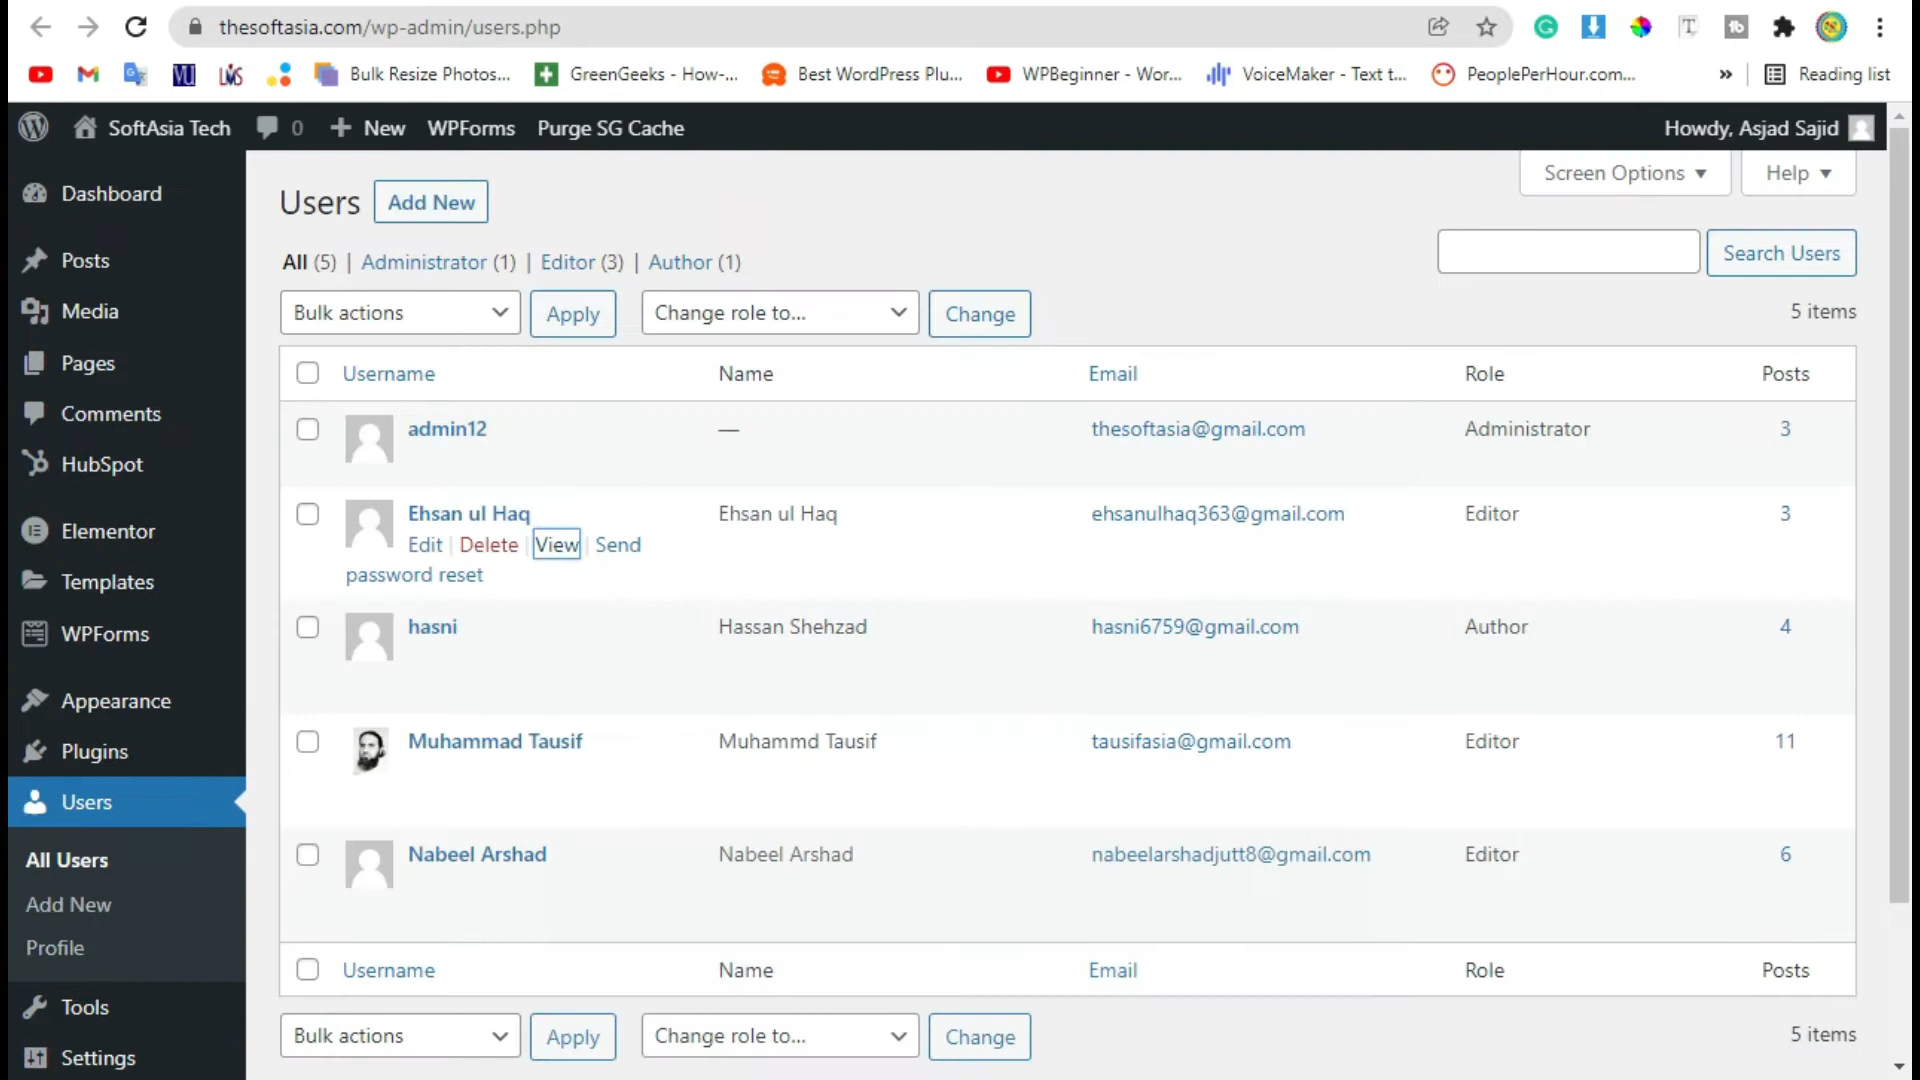 thesoftasia.com/wp-admin/users.php
Bulk Resize Photos... GreenGeeks - How-... Best WordPress Plu... WPBeginner - Wor... VoiceMaker - Text t... PeoplePerHour.com... » Reading list
SoftAsia Tech 0 + New WPForms Purge SG Cache Howdy, Asjad Sajid
Screen Options ▼ Help ▼
Dashboard
Posts
Media
Pages
Comments
HubSpot
Elementor
Templates
WPForms
Appearance
Plugins
Users
All Users
Add New
Profile
Tools
Settings
Users Add New
All (5) | Administrator (1) | Editor (3) | Author (1)
Search Users
Bulk actions Apply Change role to... Change 5 items
Username Name Email Role Posts
admin12 — thesoftasia@gmail.com Administrator 3
Ehsan ul Haq Ehsan ul Haq ehsanulhaq363@gmail.com Editor 3
Edit | Delete | View | Send
password reset
hasni Hassan Shehzad hasni6759@gmail.com Author 4
Muhammad Tausif Muhammd Tausif tausifasia@gmail.com Editor 11
Nabeel Arshad Nabeel Arshad nabeelarshadjutt8@gmail.com Editor 6
Username Name Email Role Posts
Bulk actions Apply Change role to... Change 5 items